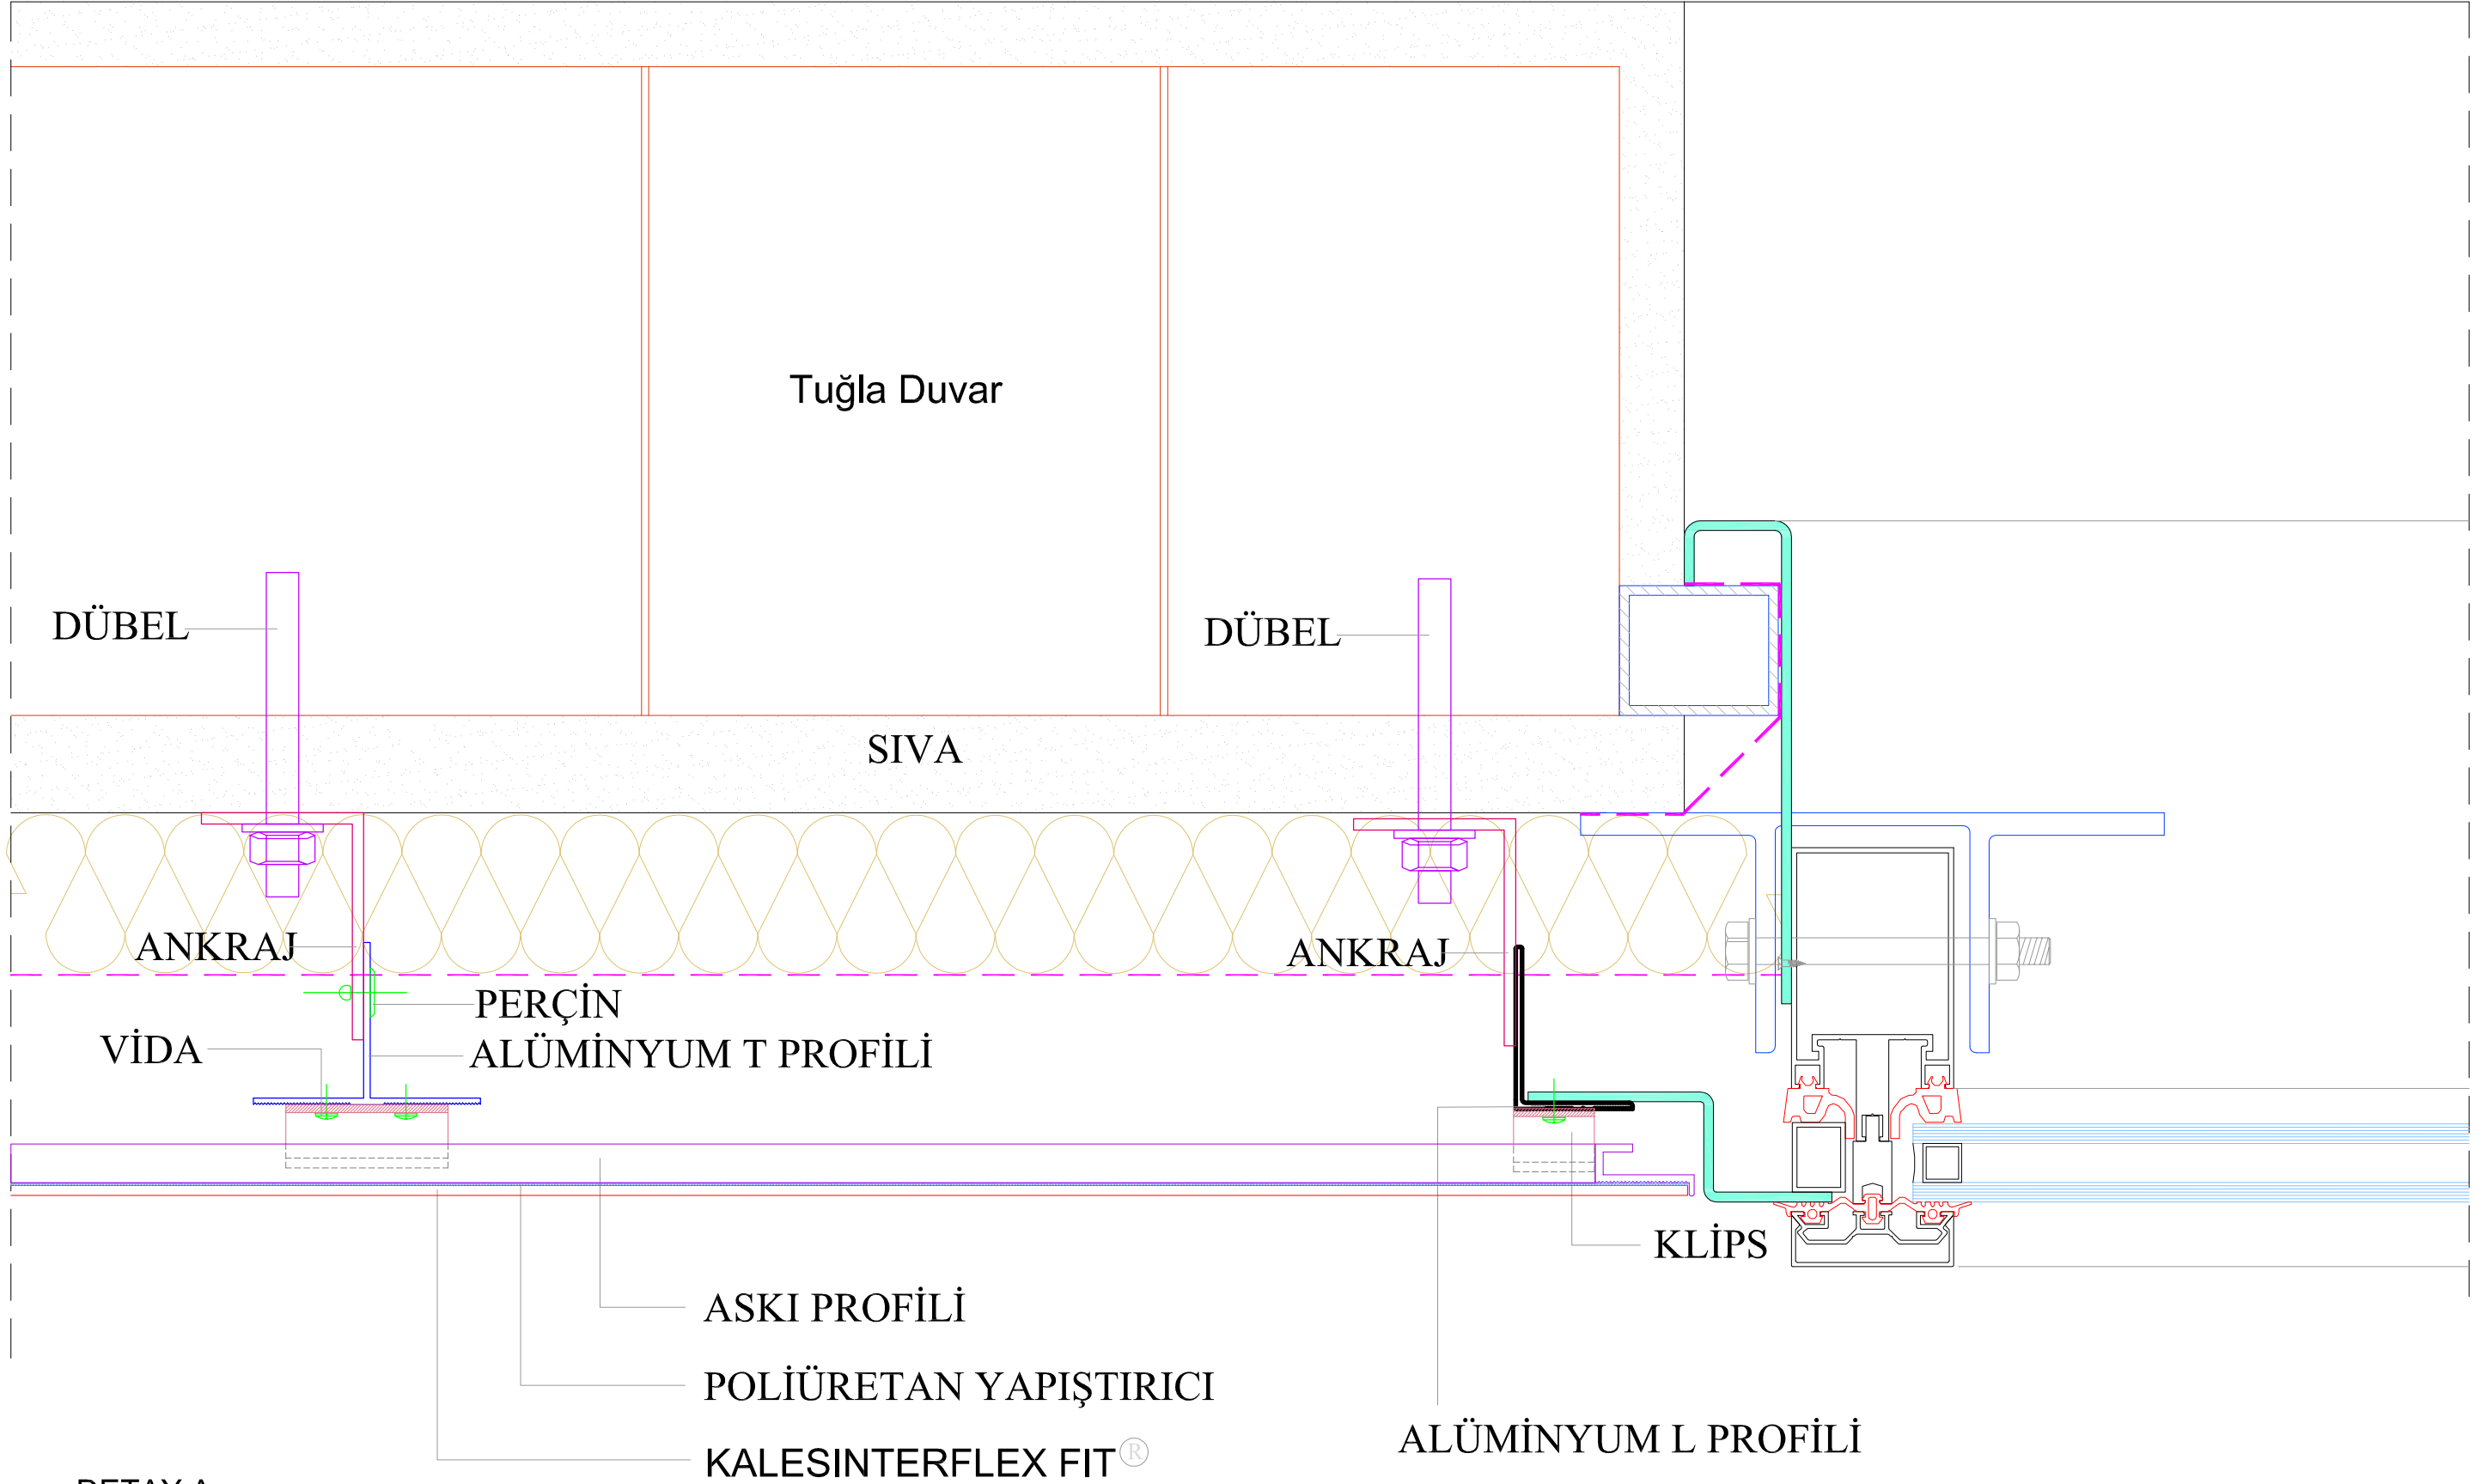 Tuğla Duvar
DÜBEL
DÜBEL
SIVA
ANKRAJ
ANKRAJ
PERÇİN
VİDA
ALÜMİNYUM T PROFİLİ
KLİPS
ASKI PROFİLİ
POLİÜRETAN YAPIŞTIRICI
ALÜMİNYUM L PROFİLİ
KALESINTERFLEX FIT®
DETAY A